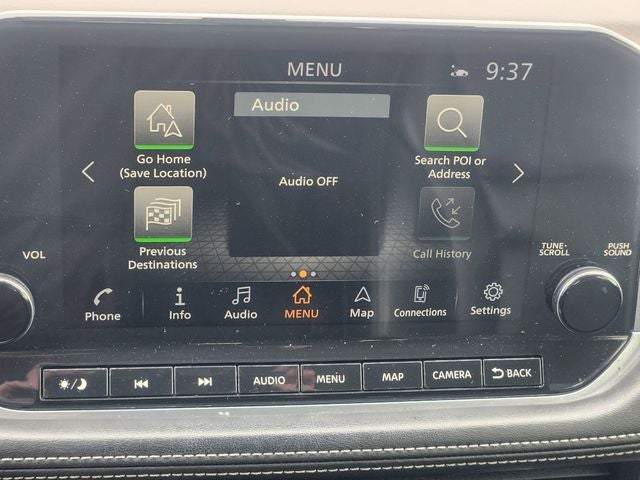 MENU
9:37
Audio
Go Home
(Save Location)
Search POI or
Address
Audio OFF
Previous
Destinations
Call History
VOL
TUNE·
SCROLL
PUSH
SOUND
Phone
Info
Audio
MENU
Map
Connections
Settings
AUDIO
MENU
MAP
CAMERA
BACK